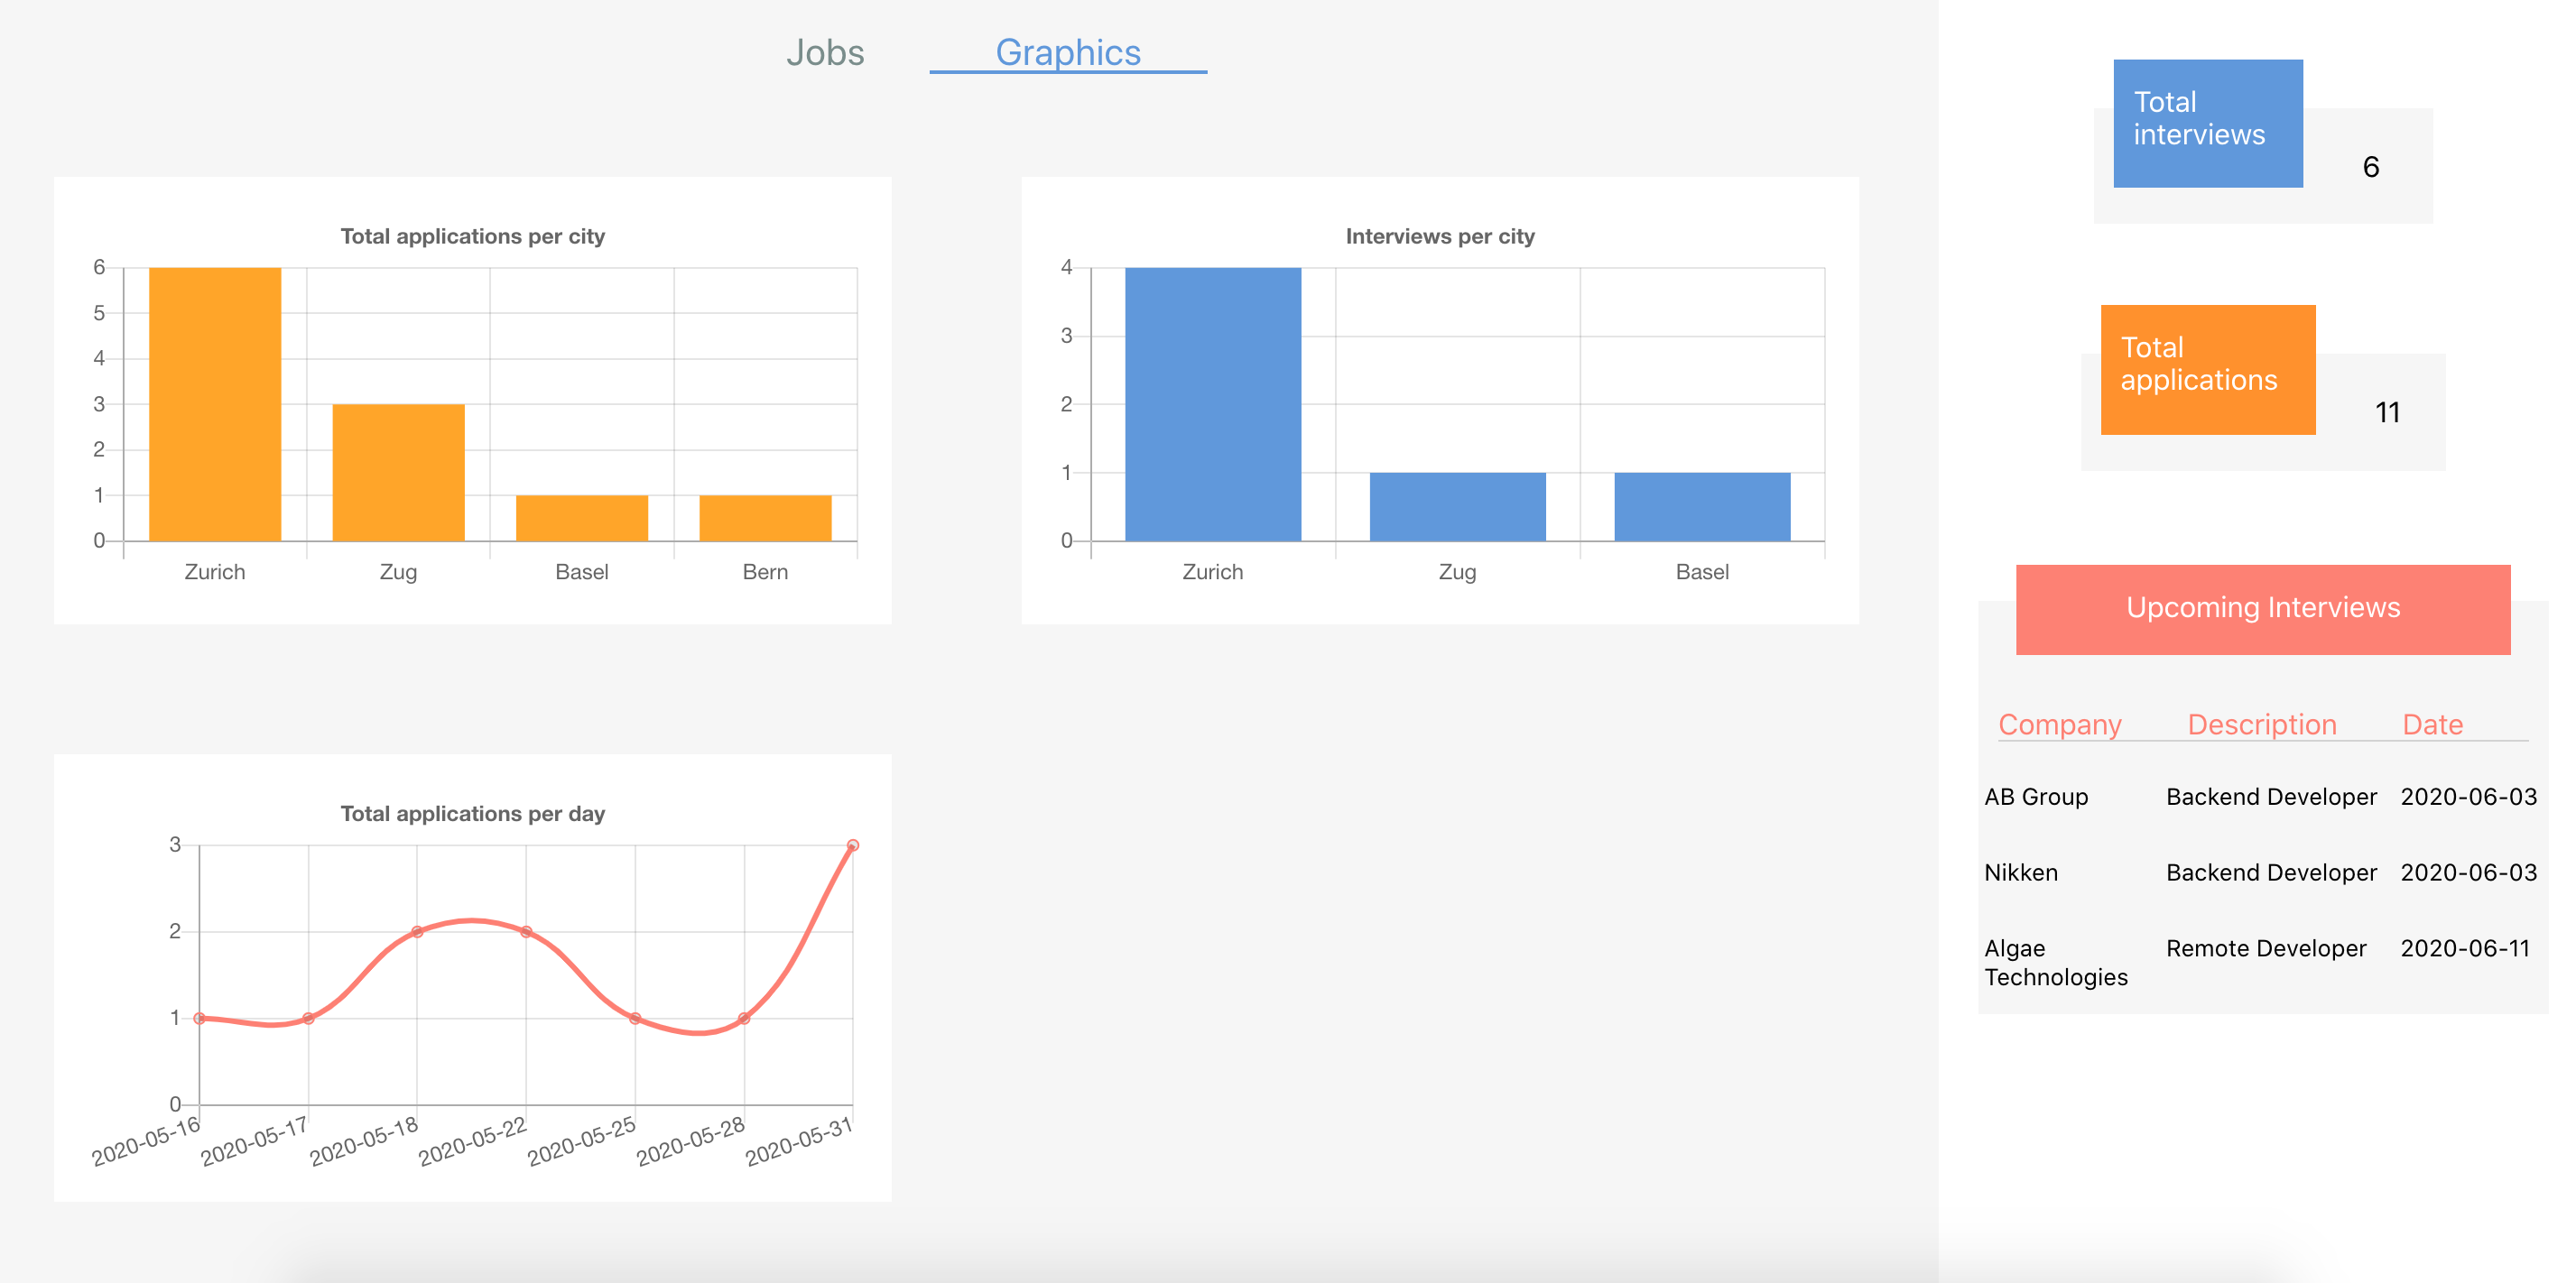 Jobs
Graphics
Total applications per city
6
5
4
3
2
1
0
Zurich
Zug
Basel
Bern
Interviews per city
4
3
2
1
0
Zurich
Zug
Basel
Total applications per day
3
2
1
0
2020-05-16
2020-05-17
2020-05-18
2020-05-22
2020-05-25
2020-05-28
2020-05-31
Total
interviews
6
Total
applications
11
Upcoming Interviews
Company Description Date
AB Group Backend Developer 2020-06-03
Nikken Backend Developer 2020-06-03
Algae Remote Developer 2020-06-11
Technologies